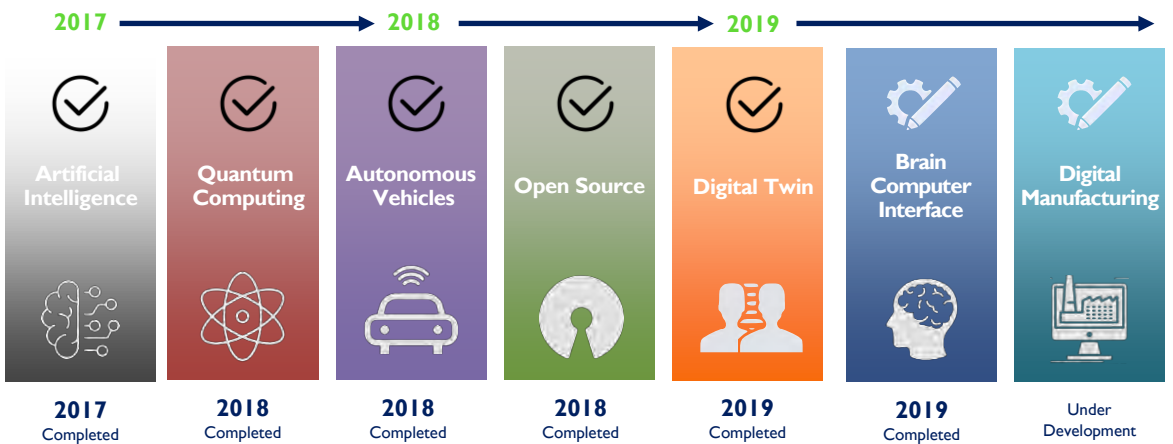 2017
2018
2019
Artificial
Intelligence
Quantum
Computing
Autonomous
Vehicles
Open Source
Digital Twin
Brain
Computer
Interface
Digital
Manufacturing
2017
Completed
2018
Completed
2018
Completed
2018
Completed
2019
Completed
2019
Completed
Under
Development